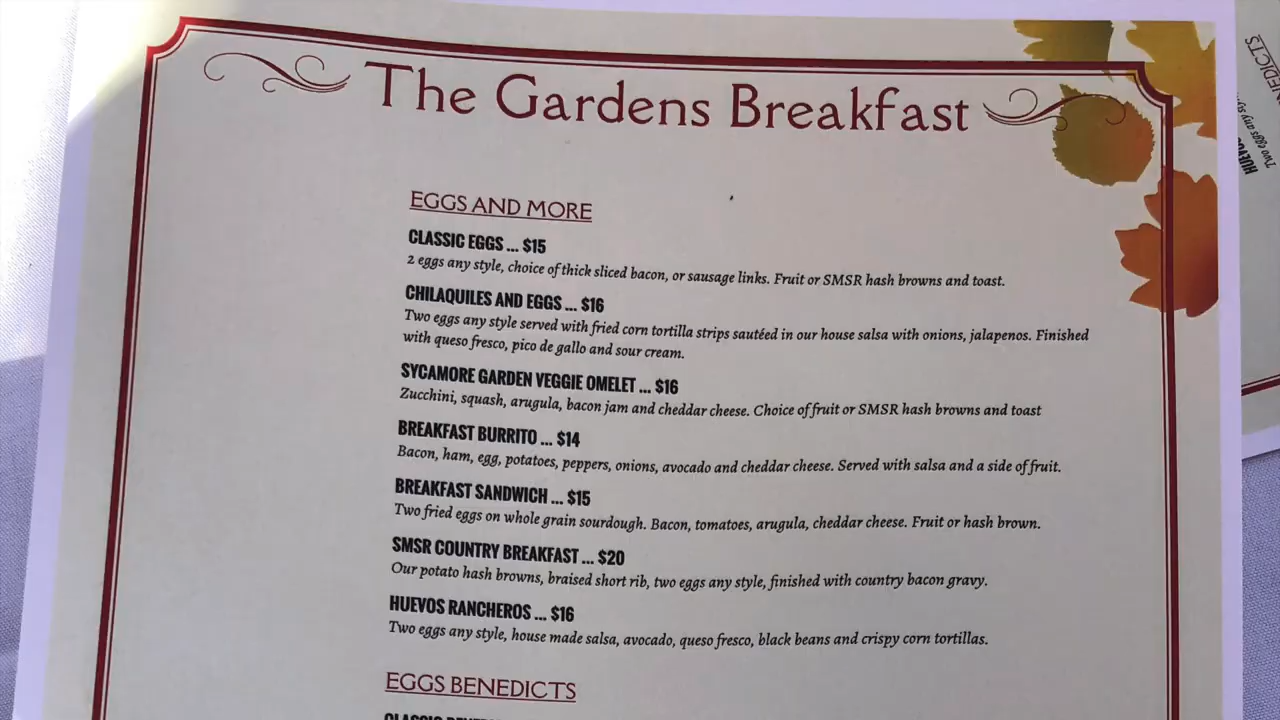 The Gardens Breakfast
EGGS AND MORE
CLASSIC EGGS ... $15
2 eggs any style, choice of thick sliced bacon, or sausage links. Fruit or SMSR hash browns and toast.
CHILAQUILES AND EGGS ... $16
Two eggs any style served with fried corn tortilla strips sautéed in our house salsa with onions, jalapenos. Finished
with queso fresco, pico de gallo and sour cream.
SYCAMORE GARDEN VEGGIE OMELET ... $16
Zucchini, squash, arugula, bacon jam and cheddar cheese. Choice of fruit or SMSR hash browns and toast
BREAKFAST BURRITO ... $14
Bacon, ham, egg, potatoes, peppers, onions, avocado and cheddar cheese. Served with salsa and a side of fruit.
BREAKFAST SANDWICH ... $15
Two fried eggs on whole grain sourdough. Bacon, tomatoes, arugula, cheddar cheese. Fruit or hash brown.
SMSR COUNTRY BREAKFAST ... $20
Our potato hash browns, braised short rib, two eggs any style, finished with country bacon gravy.
HUEVOS RANCHEROS ... $16
Two eggs any style, house made salsa, avocado, queso fresco, black beans and crispy corn tortillas.
EGGS BENEDICTS
CLASSIC
HUEVOS
Two eggs any